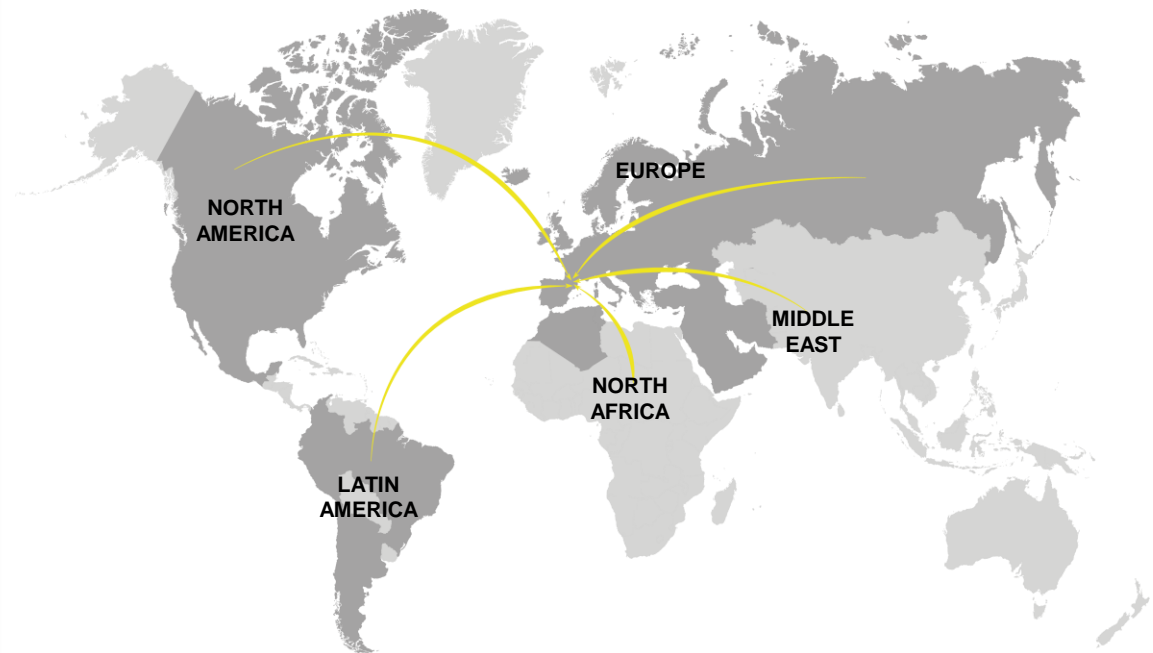 EUROPE
NORTH
AMERICA
MIDDLE
EAST
NORTH
AFRICA
LATIN
AMERICA